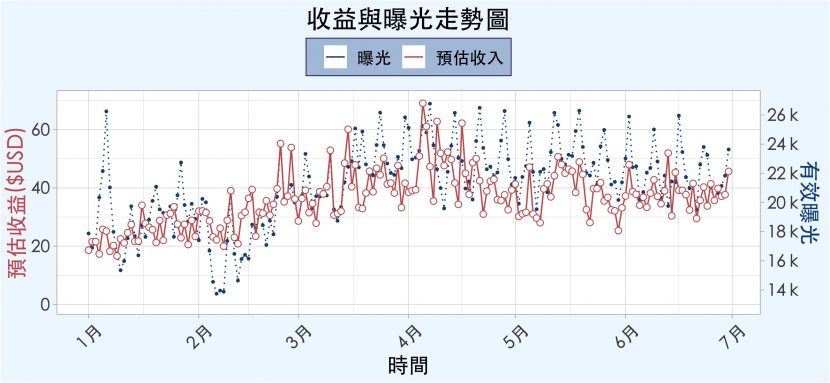 收益與曝光走勢圖
曝光 預估收入
預估收益($USD)
60
40
20
0
有效曝光
26 k
24 k
22 k
20 k
18 k
16 k
14 k
1月 2月 3月 4月 5月 6月 7月
時間